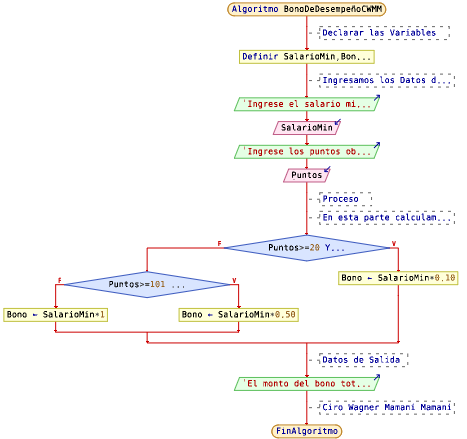 Algoritmo BonoDeDesempeñoCWMM
Declarar las Variables
Definir SalarioMin,Bon...
Ingresamos los Datos d...
'Ingrese el salario mi...
SalarioMin
'Ingrese los puntos ob...
Puntos
Proceso
En esta parte calculam...
F
Puntos>=20 Y...
V
F
Puntos>=101 ...
V
Bono ← SalarioMin*0,10
Bono ← SalarioMin*1
Bono ← SalarioMin*0,50
Datos de Salida
'El monto del bono tot...
Ciro Wagner Mamani Mamani
FinAlgoritmo